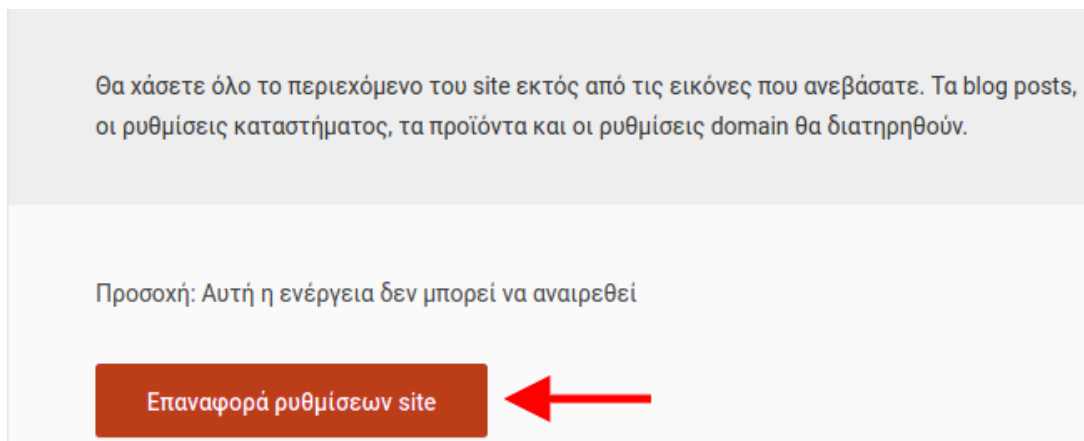 Θα χάσετε όλο το περιεχόμενο του site εκτός από τις εικόνες που ανεβάσατε. Τα blog posts,
οι ρυθμίσεις καταστήματος, τα προϊόντα και οι ρυθμίσεις domain θα διατηρηθούν.
Προσοχή: Αυτή η ενέργεια δεν μπορεί να αναιρεθεί
Επαναφορά ρυθμίσεων site